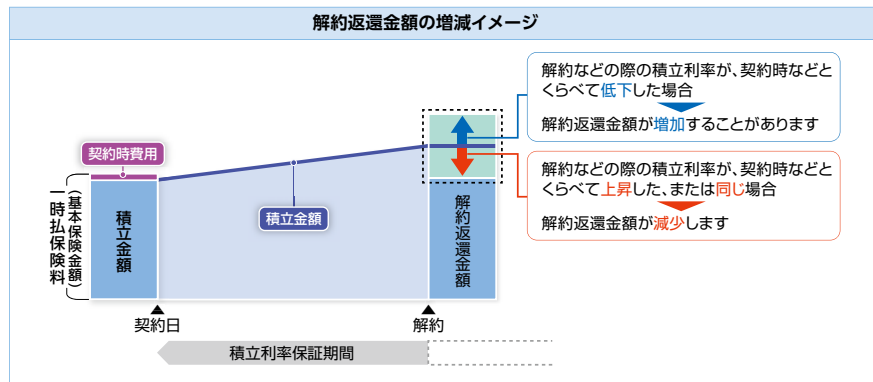 解約返還金額の増減イメージ
解約などの際の積立利率が、契約時などと
くらべて低下した場合
解約返還金額が増加することがあります
解約などの際の積立利率が、契約時などと
くらべて上昇した、または同じ場合
解約返還金額が減少します
契約時費用
一時払保険料
(基本保険金額)
積立金額
積立金額
解約返還金額
契約日
解約
積立利率保証期間